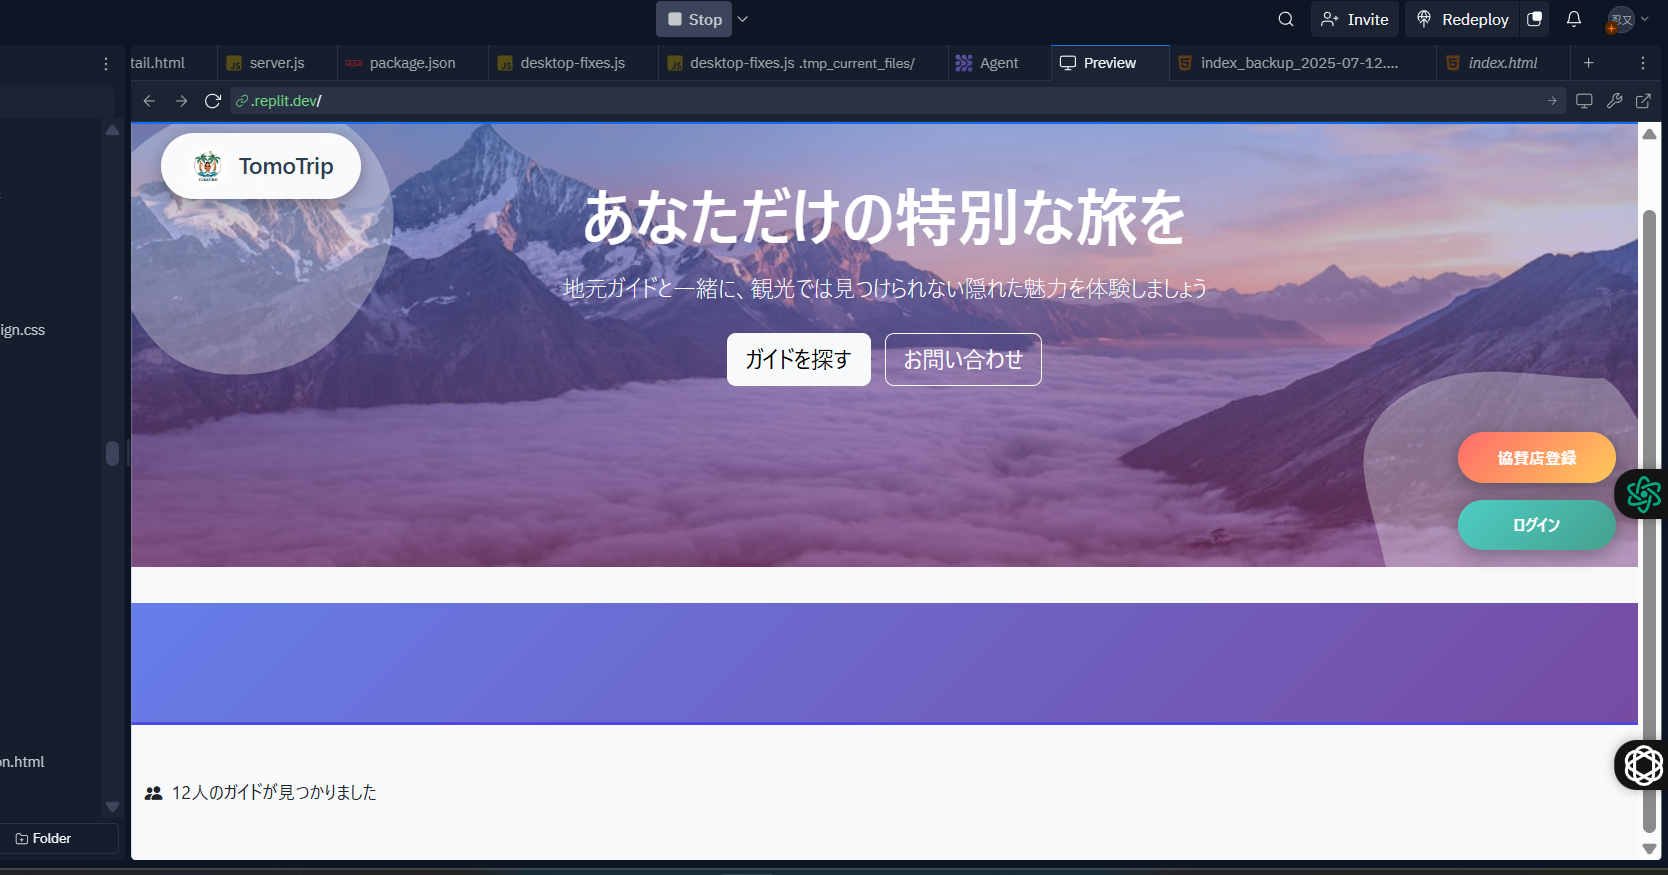 Stop
Invite
Redeploy
忍又
tail.html
server.js
package.json
desktop-fixes.js
desktop-fixes.js .tmp_current_files/
Agent
Preview
index_backup_2025-07-12....
index.html
.replit.dev/
ign.css
on.html
Folder
TomoTrip
あなただけの特別な旅を
地元ガイドと一緒に、観光では見つけられない隠れた魅力を体験しましょう
ガイドを探す
お問い合わせ
協賛店登録
ログイン
12人のガイドが見つかりました